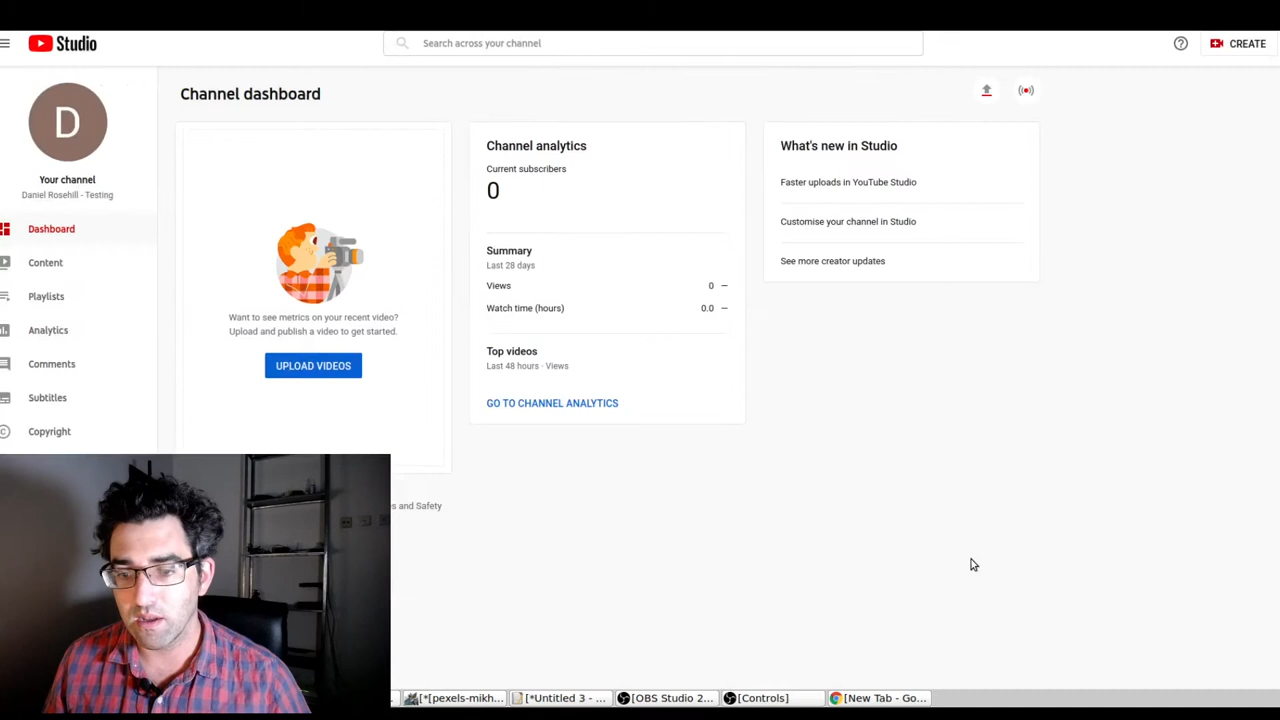 Studio
Search across your channel
CREATE
D
Your channel
Daniel Rosehill - Testing
Dashboard
Content
Playlists
Analytics
Comments
Subtitles
Copyright
Channel dashboard
Want to see metrics on your recent video?
Upload and publish a video to get started.
UPLOAD VIDEOS
Channel analytics
Current subscribers
0
Summary
Last 28 days
Views 0 —
Watch time (hours) 0.0 —
Top videos
Last 48 hours · Views
GO TO CHANNEL ANALYTICS
What's new in Studio
Faster uploads in YouTube Studio
Customise your channel in Studio
See more creator updates
and Safety
[*[pexels-mikh... [*Untitled 3 - ... [OBS Studio 2... [Controls] [New Tab - Go...